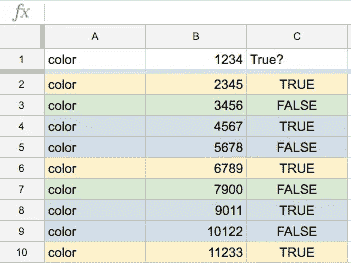 fx
A B C
1 color 1234 True?
2 color 2345 TRUE
3 color 3456 FALSE
4 color 4567 TRUE
5 color 5678 FALSE
6 color 6789 TRUE
7 color 7900 FALSE
8 color 9011 TRUE
9 color 10122 FALSE
10 color 11233 TRUE